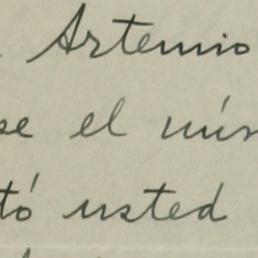 Artemio
se el mis
tó usted